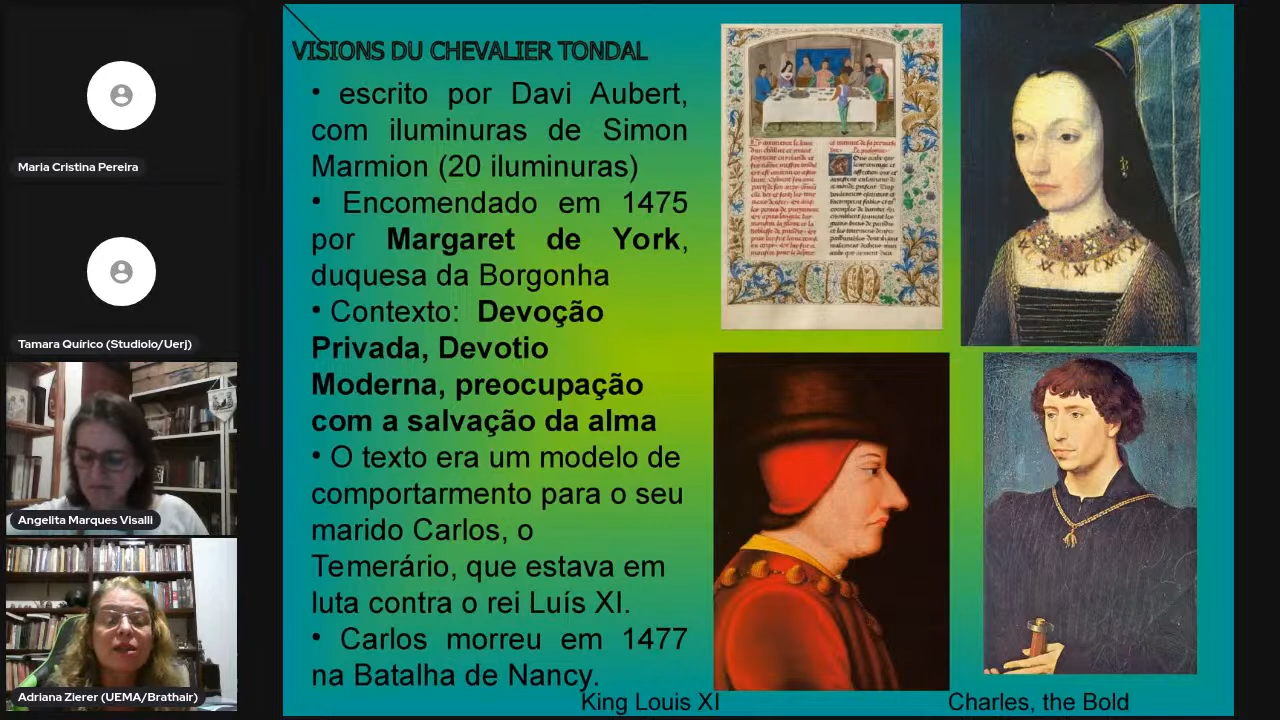 Maria Cristina Pereira
Tamara Quírico (Studiolo/Uerj)
Angelita Marques Visalli
Adriana Zierer (UEMA/Brathair)
VISIONS DU CHEVALIER TONDAL
• escrito por Davi Aubert,
com iluminuras de Simon
Marmion (20 iluminuras)
• Encomendado em 1475
por Margaret de York,
duquesa da Borgonha
• Contexto: Devoção
Privada, Devotio
Moderna, preocupação
com a salvação da alma
• O texto era um modelo de
comportarmento para o seu
marido Carlos, o
Temerário, que estava em
luta contra o rei Luís XI.
• Carlos morreu em 1477
na Batalha de Nancy.
King Louis XI
Charles, the Bold